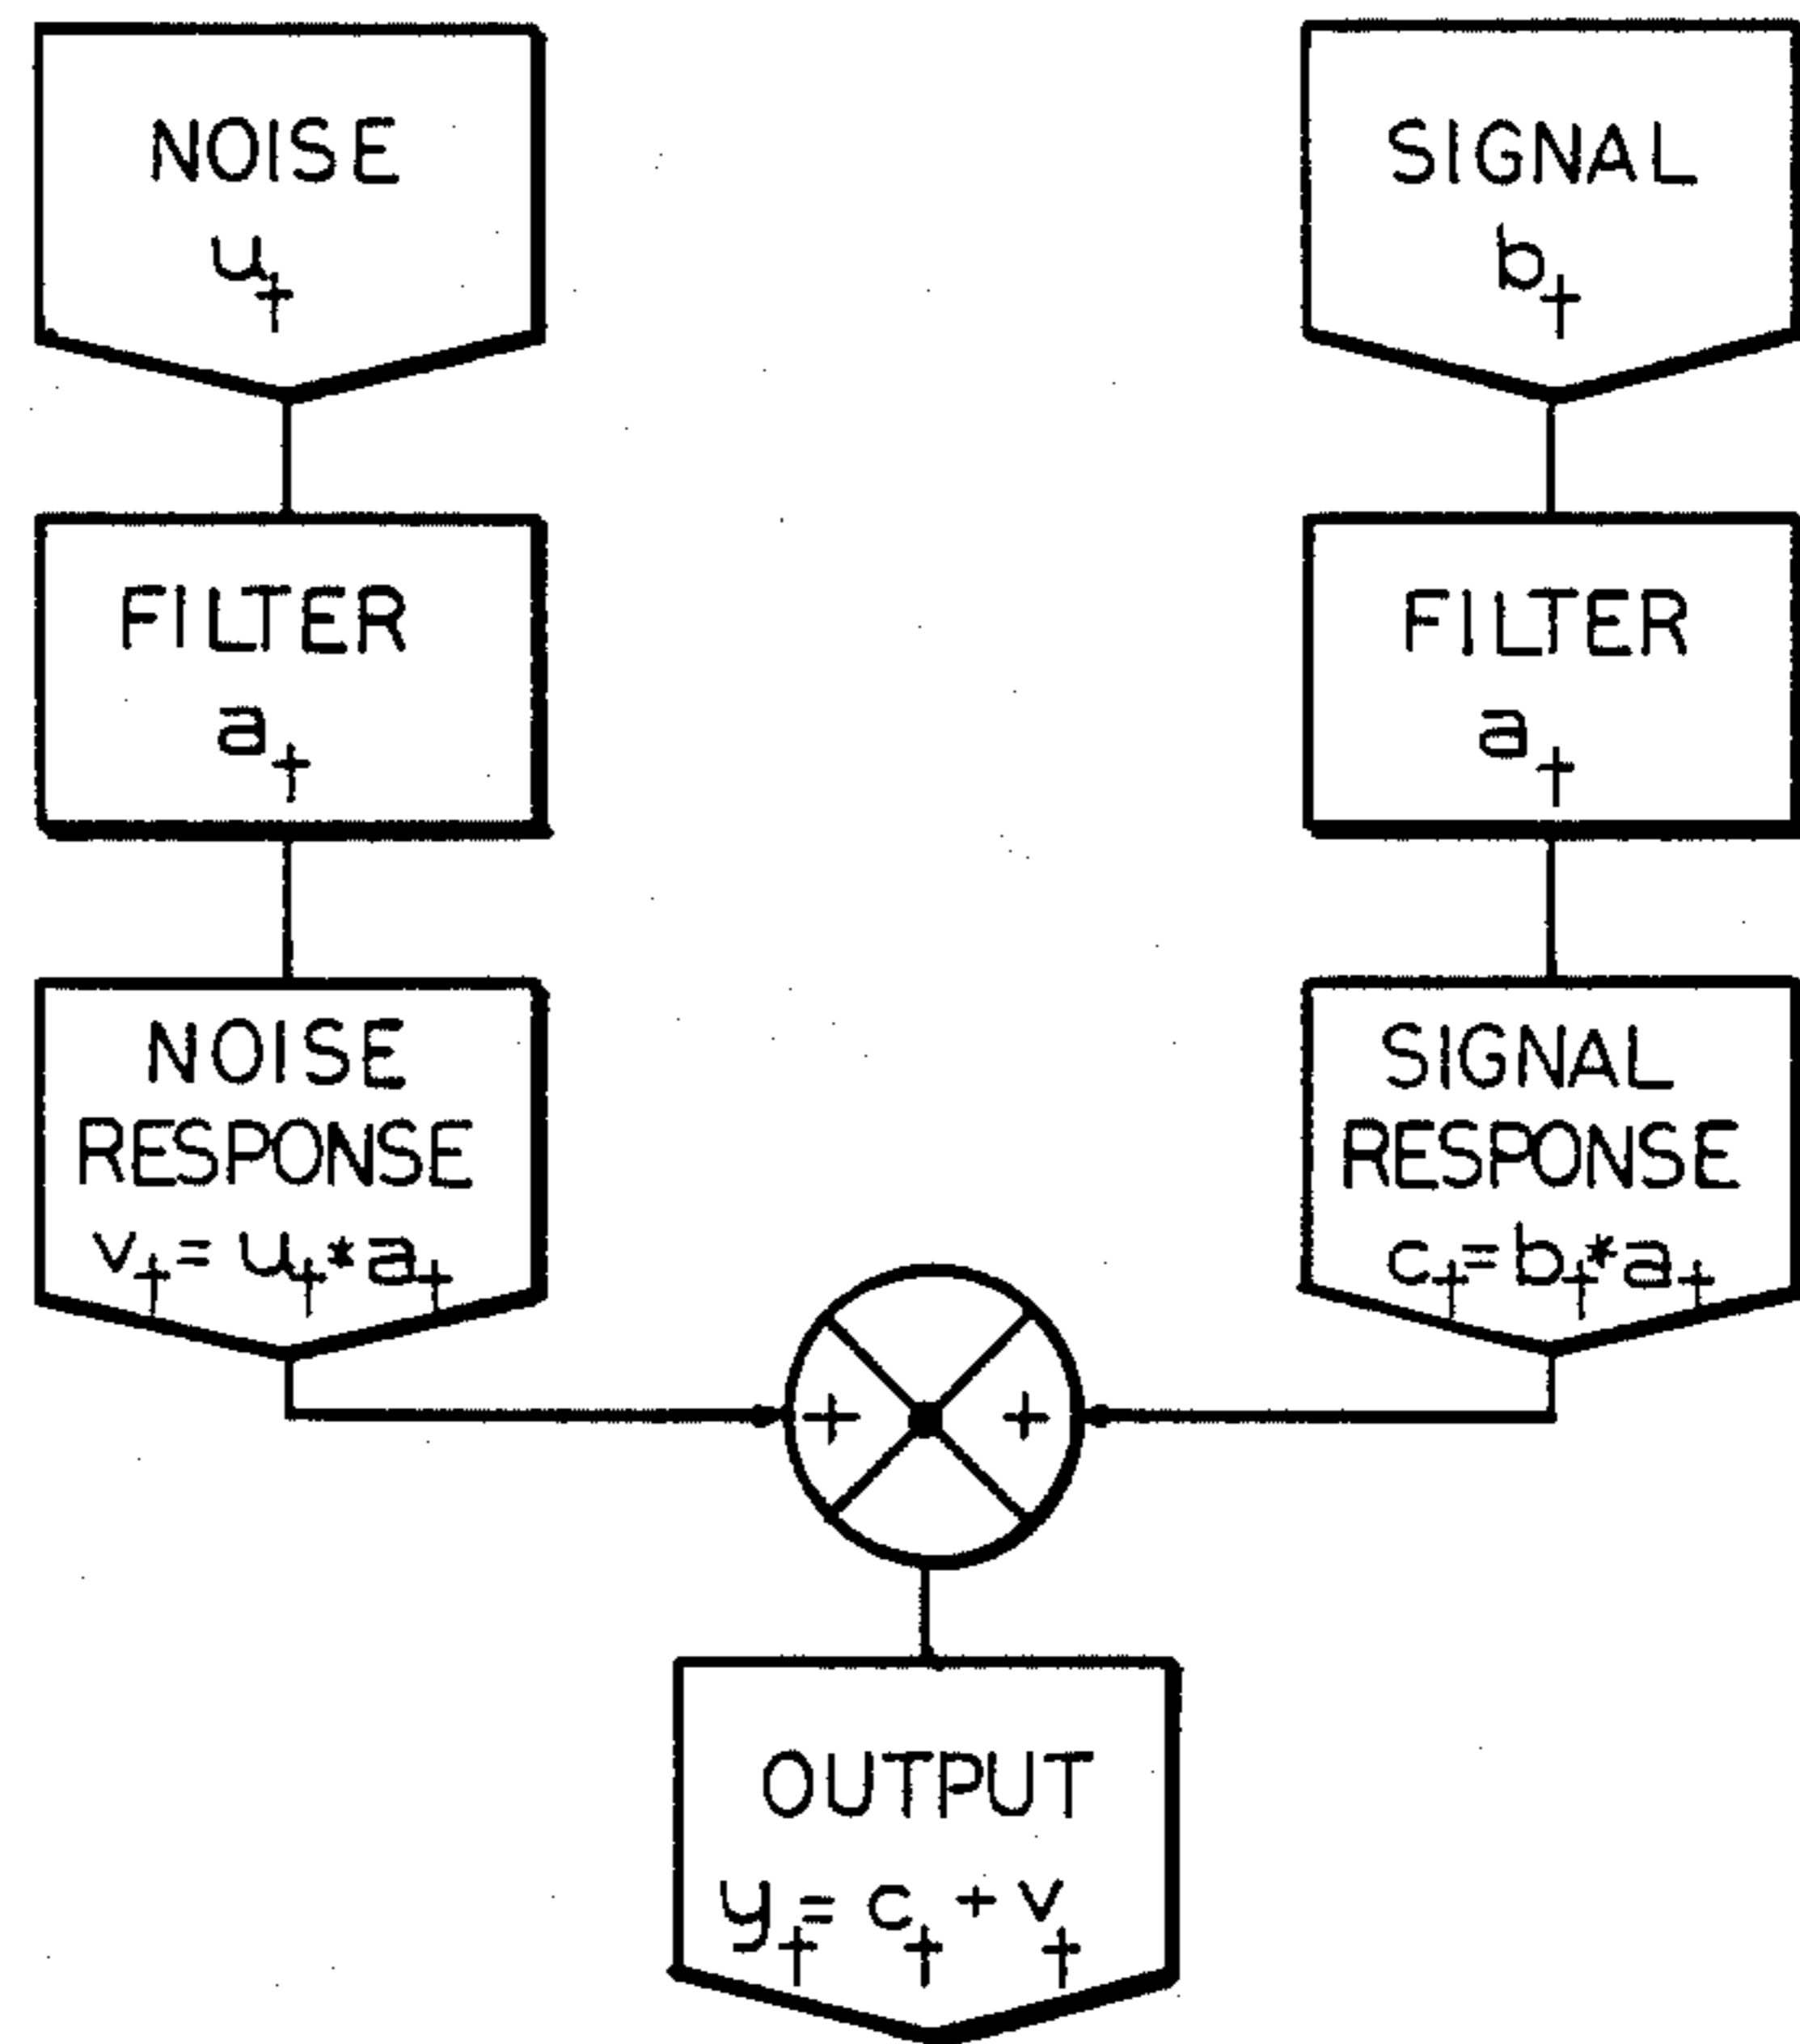 NOISE
u_t
FILTER
a_t
NOISE
RESPONSE
v_t = u_t * a_t
SIGNAL
b_t
FILTER
a_t
SIGNAL
RESPONSE
c_t = b_t * a_t
+ +
OUTPUT
y_t = c_t + v_t